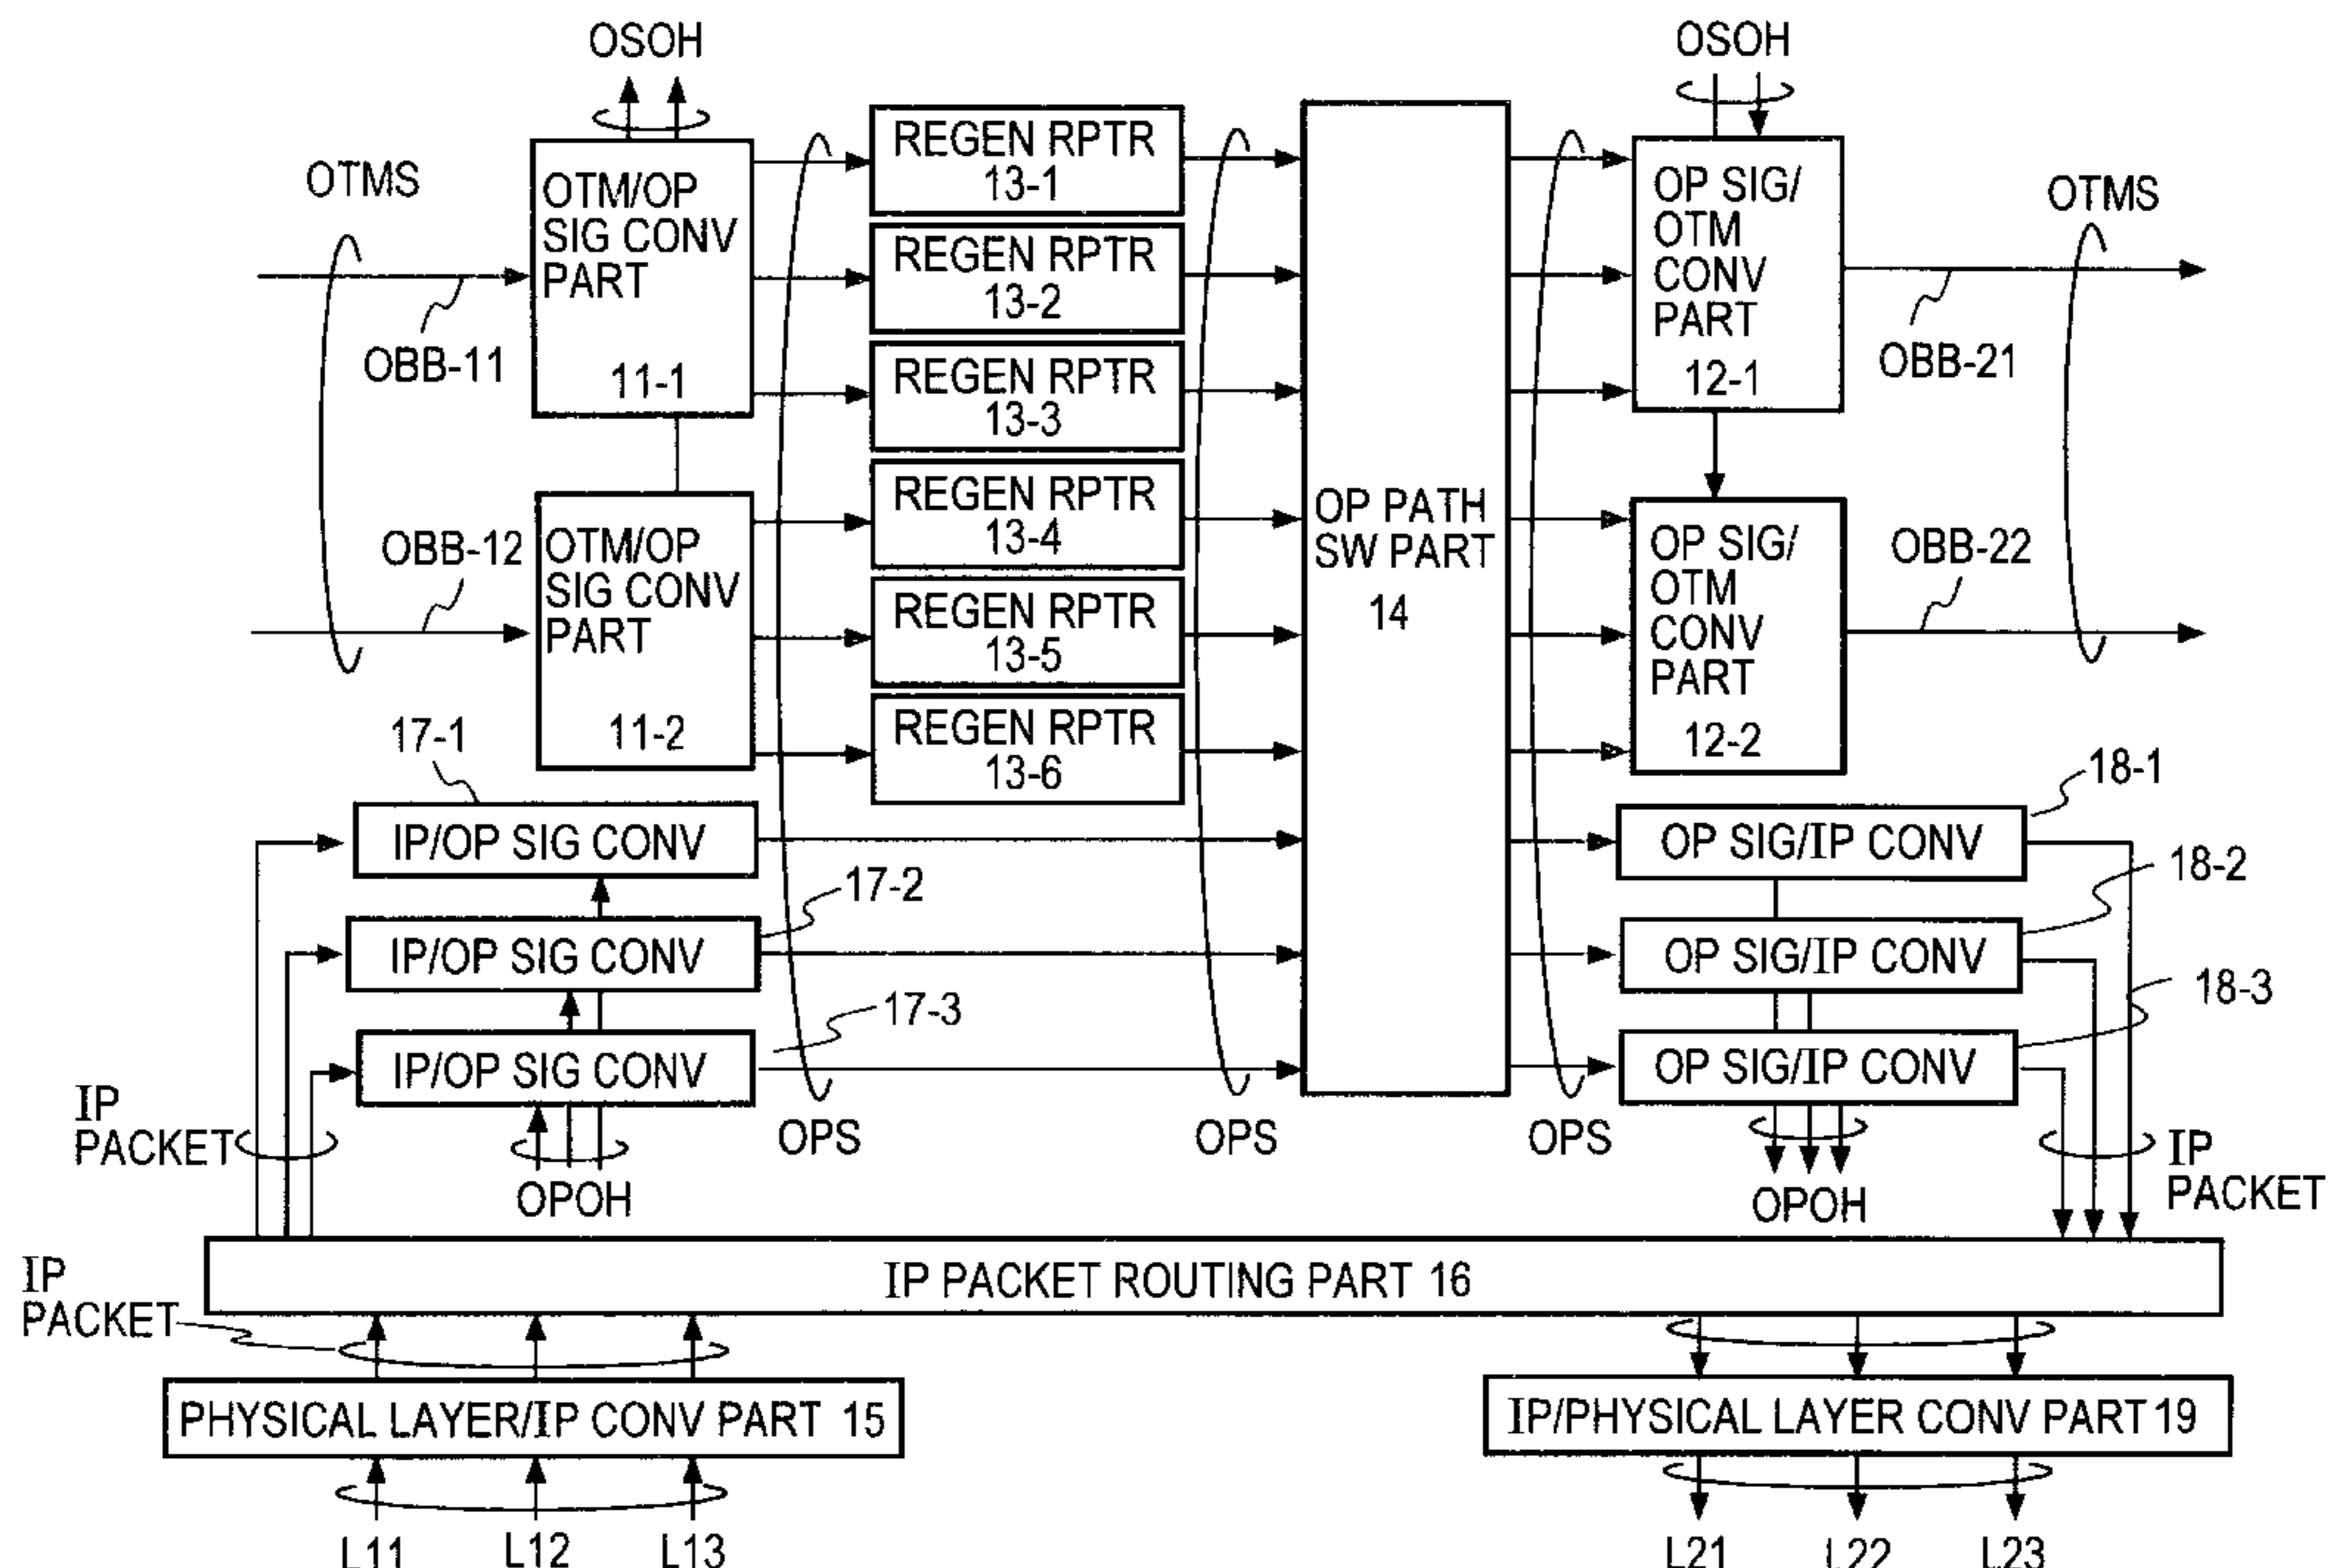 OSOH
OSOH
OTMS
OTM/OP
SIG CONV
PART
11-1
REGEN RPTR
13-1
REGEN RPTR
13-2
REGEN RPTR
13-3
REGEN RPTR
13-4
REGEN RPTR
13-5
REGEN RPTR
13-6
OP PATH
SW PART
14
OP SIG/
OTM
CONV
PART
12-1
OTMS
OBB-11
OBB-21
OBB-12
OTM/OP
SIG CONV
PART
11-2
OP SIG/
OTM
CONV
PART
12-2
OBB-22
17-1
IP/OP SIG CONV
17-2
IP/OP SIG CONV
17-3
IP/OP SIG CONV
18-1
OP SIG/IP CONV
18-2
OP SIG/IP CONV
18-3
OP SIG/IP CONV
IP
PACKET
OPOH
OPS
OPS
OPS
OPOH
IP
PACKET
IP PACKET ROUTING PART 16
IP
PACKET
PHYSICAL LAYER/IP CONV PART 15
IP/PHYSICAL LAYER CONV PART 19
L11
L12
L13
L21
L22
L23